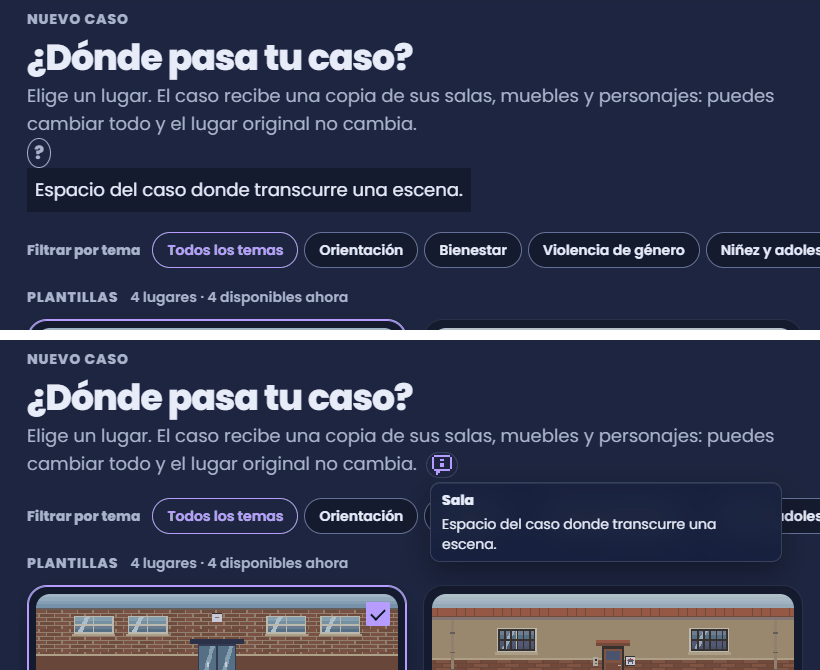 NUEVO CASO
¿Dónde pasa tu caso?
Elige un lugar. El caso recibe una copia de sus salas, muebles y personajes: puedes
cambiar todo y el lugar original no cambia.
?
Espacio del caso donde transcurre una escena.
Filtrar por tema Todos los temas Orientación Bienestar Violencia de género Niñez y adoles
PLANTILLAS 4 lugares · 4 disponibles ahora
NUEVO CASO
¿Dónde pasa tu caso?
Elige un lugar. El caso recibe una copia de sus salas, muebles y personajes: puedes
cambiar todo y el lugar original no cambia.
Sala
Espacio del caso donde transcurre una
escena.
Filtrar por tema Todos los temas Orientación doles
PLANTILLAS 4 lugares · 4 disponibles ahora